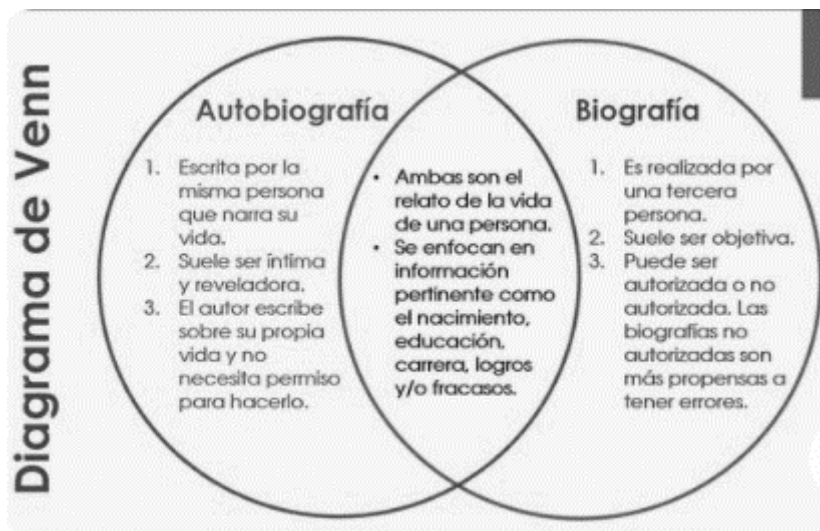 Diagrama de Venn
Autobiografía
1. Escrita por la
misma persona
que narra su
vida.
2. Suele ser íntima
y reveladora.
3. El autor escribe
sobre su propia
vida y no
necesita permiso
para hacerlo.
• Ambas son el
relato de la vida
de una persona.
• Se enfocan en
información
pertinente como
el nacimiento,
educación,
carrera, logros
y/o fracasos.
Biografía
1. Es realizada por
una tercera
persona.
2. Suele ser objetiva.
3. Puede ser
autorizada o no
autorizada. Las
biografías no
autorizadas son
más propensas a
tener errores.